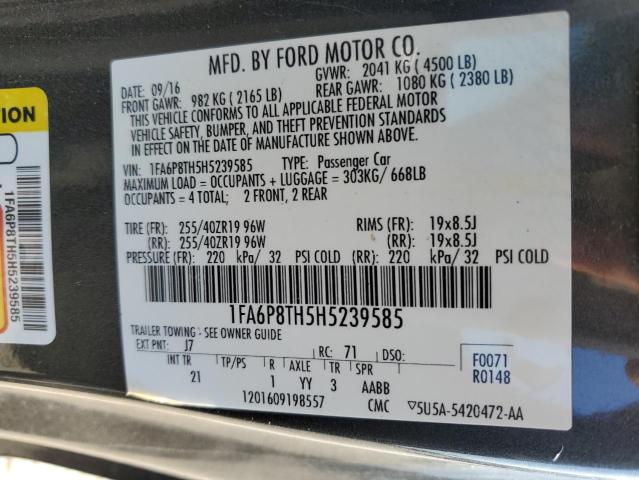 MFD. BY FORD MOTOR CO.
DATE: 09/16 GVWR: 2041 KG ( 4500 LB)
FRONT GAWR: 982 KG ( 2165 LB) REAR GAWR: 1080 KG ( 2380LB)
THIS VEHICLE CONFORMS TO ALL APPLICABLE FEDERAL MOTOR
VEHICLE SAFETY, BUMPER, AND THEFT PREVENTION STANDARDS
IN EFFECT ON THE DATE OF MANUFACTURE SHOWN ABOVE.
VIN: 1FA6P8TH5H5239585 TYPE: Passenger Car
MAXIMUM LOAD = OCCUPANTS + LUGGAGE = 303KG/ 668LB
OCCUPANTS = 4 TOTAL; 2 FRONT, 2 REAR
TIRE (FR): 255/40ZR19 96W RIMS (FR): 19x8.5J
(RR): 255/40ZR19 96W (RR): 19x8.5J
PRESSURE (FR): 220 kPa/ 32 PSI COLD (RR): 220 kPa/ 32 PSI COLD
1FA6P8TH5H5239585
TRAILER TOWING - SEE OWNER GUIDE
EXT PNT: J7 RC: 71 DSO: F0071
INT TR TP/PS R AXLE TR SPR R0148
21 1 YY 3 AABB
1201609198557 CMC ▽5U5A-5420472-AA
TION
1FA6P8TH5H5239585